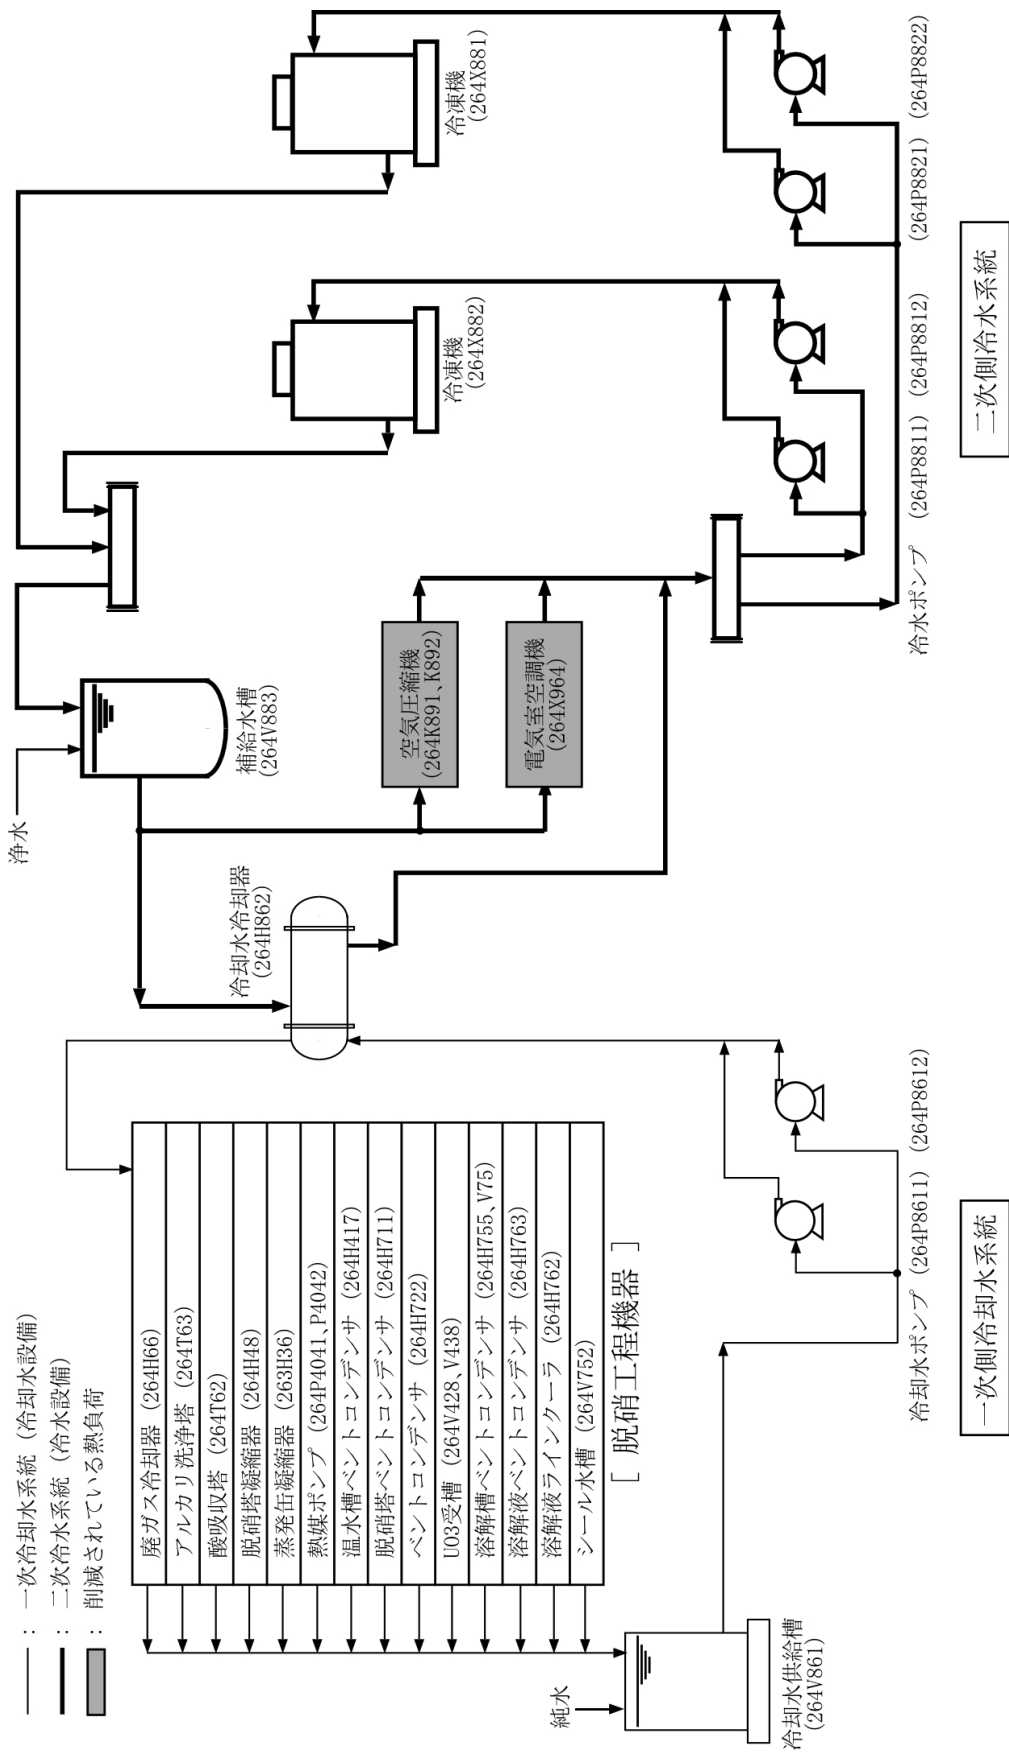 ―― ： 一次冷却水系統 (冷却水設備)
━━ ： 二次冷水系統 (冷水設備)
： 削減されている熱負荷
純水
冷却水供給槽
(264V861)
廃ガス冷却器 (264H66)
アルカリ洗浄塔 (264T63)
酸吸収塔 (264T62)
脱硝塔凝縮器 (264H48)
蒸発缶凝縮器 (263H36)
熱媒ポンプ (264P4041、P4042)
温水槽ベントコンデンサ (264H417)
脱硝塔ベントコンデンサ (264H711)
ベントコンデンサ (264H722)
UO3受槽 (264V428、V438)
溶解槽ベントコンデンサ (264H755、V75)
溶解液ベントコンデンサ (264H763)
溶解液ラインクーラ (264H762)
シール水槽 (264V752)
[ 脱硝工程機器 ]
冷却水ポンプ (264P8611) (264P8612)
一次側冷却水系統
冷却水冷却器
(264H862)
浄水
補給水槽
(264V883)
空気圧縮機
(264K891、K892)
電気室空調機
(264X964)
冷凍機
(264X882)
冷凍機
(264X881)
冷水ポンプ (264P8811) (264P8812) (264P8821) (264P8822)
二次側冷水系統